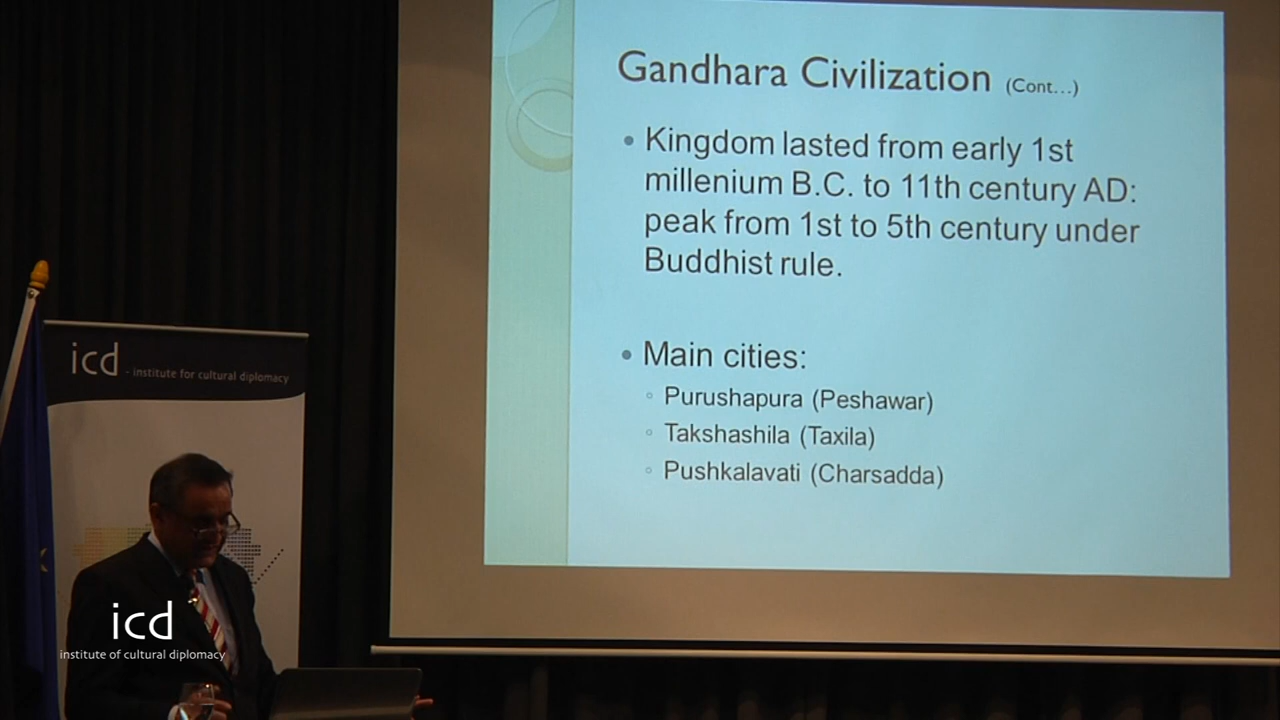 Gandhara Civilization (Cont...)
• Kingdom lasted from early 1st
millenium B.C. to 11th century AD:
peak from 1st to 5th century under
Buddhist rule.
• Main cities:
◦ Purushapura (Peshawar)
◦ Takshashila (Taxila)
◦ Pushkalavati (Charsadda)
icd - institute for cultural diplomacy
icd
institute of cultural diplomacy